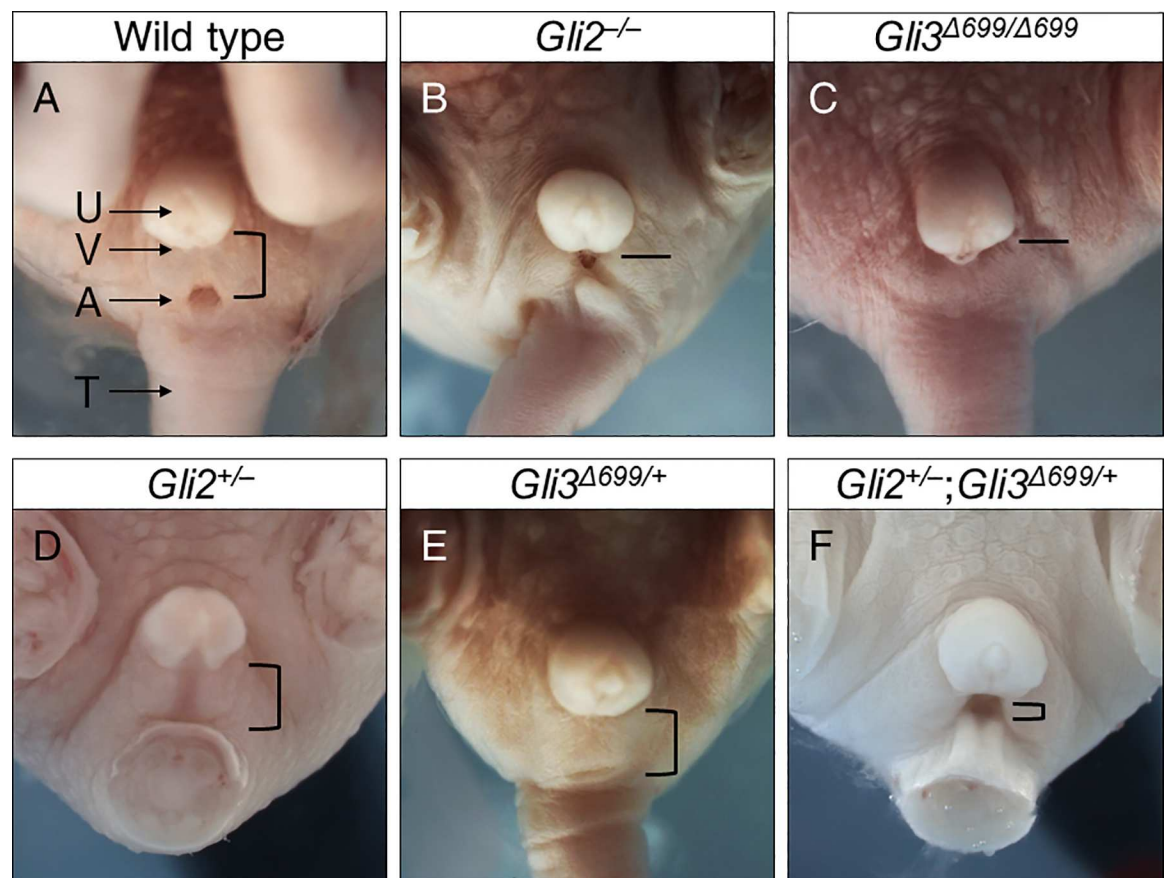 Wild type
Gli2–/–
Gli3Δ699/Δ699
A
B
C
U
V
A
T
Gli2+/–
Gli3Δ699/+
Gli2+/–;Gli3Δ699/+
D
E
F